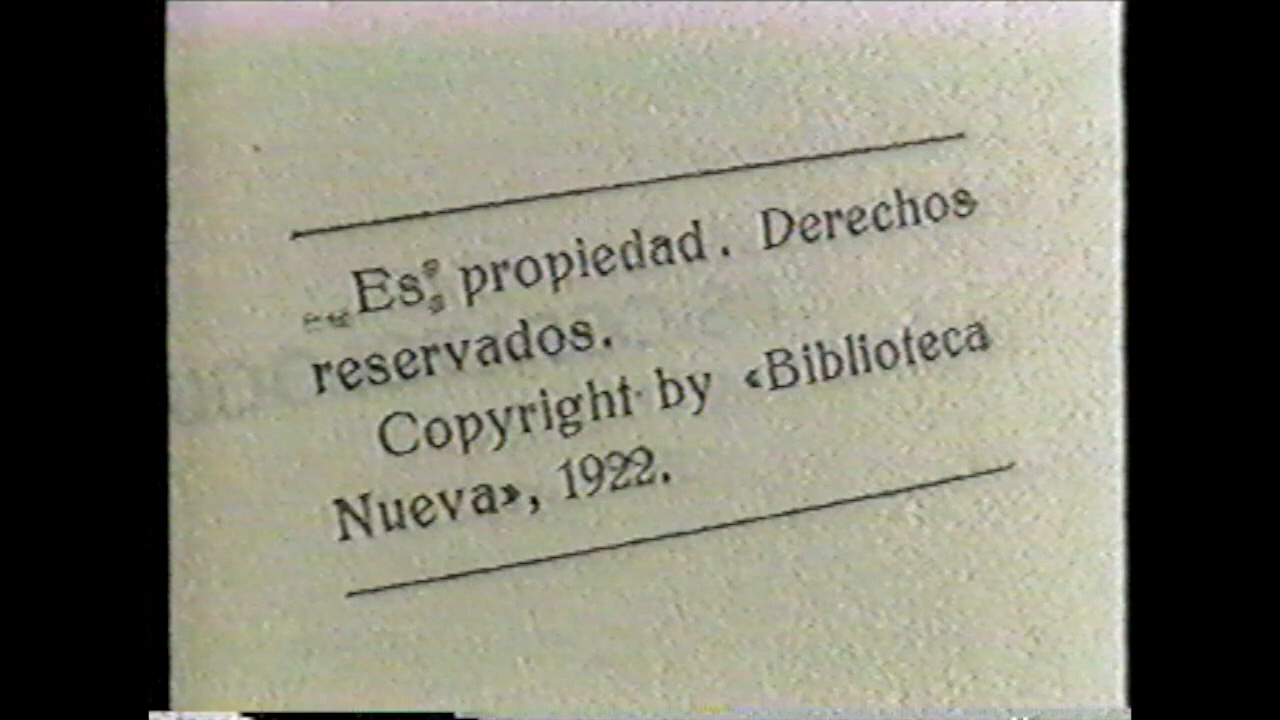 Es propiedad. Derechos
reservados.
Copyright by «Biblioteca
Nueva», 1922.